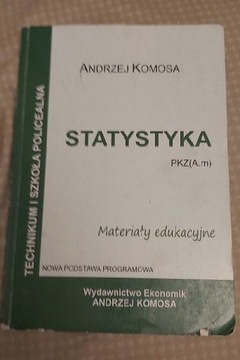 ANDRZEJ KOMOSA
TECHNIKUM I SZKOŁA POLICEALNA
STATYSTYKA
PKZ(A.m)
Materiały edukacyjne
NOWA PODSTAWA PROGRAMOWA
Wydawnictwo Ekonomik
ANDRZEJ KOMOSA